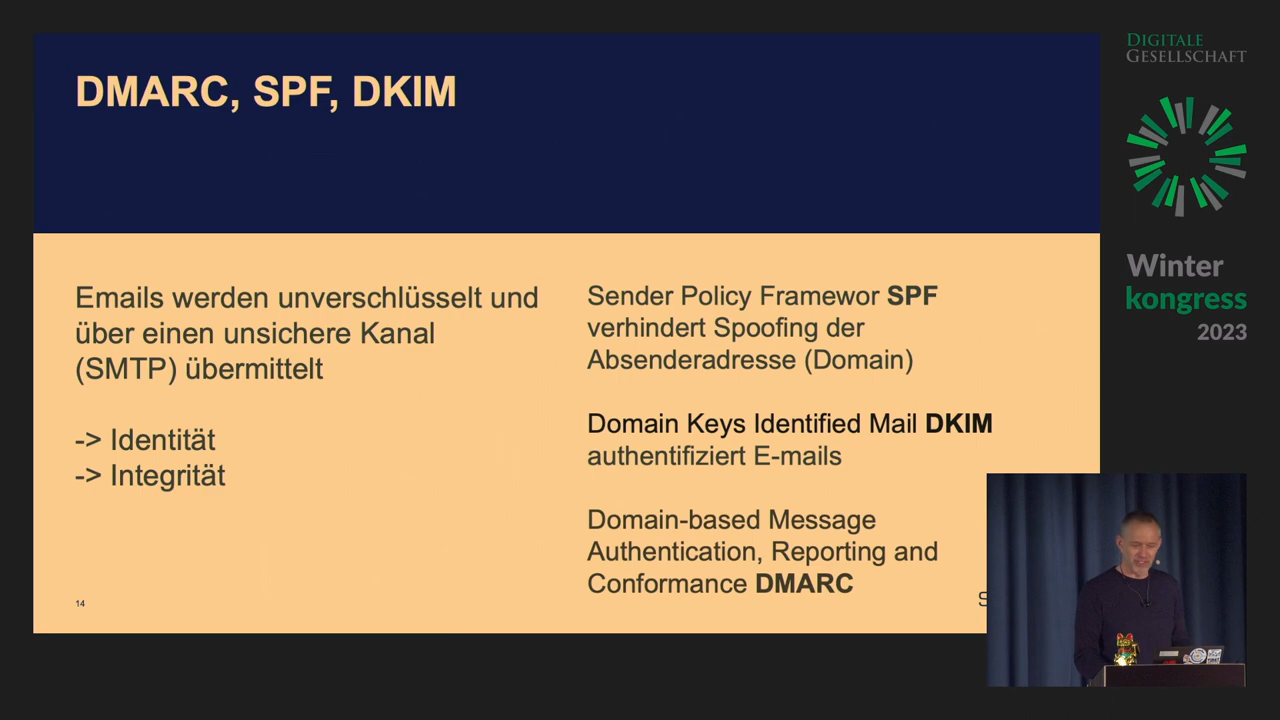 DMARC, SPF, DKIM
Emails werden unverschlüsselt und
über einen unsichere Kanal
(SMTP) übermittelt
-> Identität
-> Integrität
14
Sender Policy Framewor SPF
verhindert Spoofing der
Absenderadresse (Domain)
Domain Keys Identified Mail DKIM
authentifiziert E-mails
Domain-based Message
Authentication, Reporting and
Conformance DMARC
DIGITALE
GESELLSCHAFT
Winter
kongress
2023